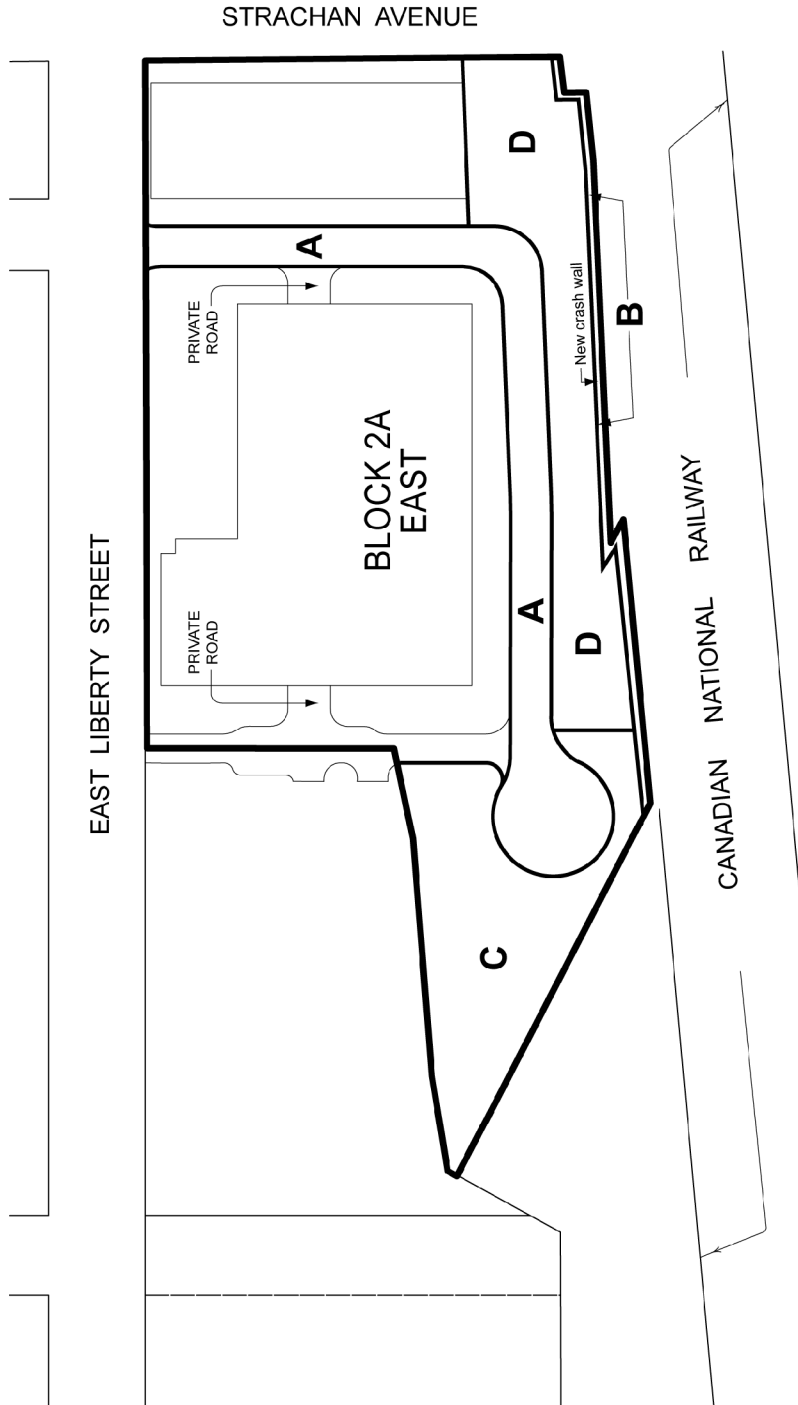 STRACHAN AVENUE
D
A
PRIVATE
ROAD
New crash wall
B
BLOCK 2A
EAST
EAST LIBERTY STREET
PRIVATE
ROAD
A
D
CANADIAN NATIONAL RAILWAY
C